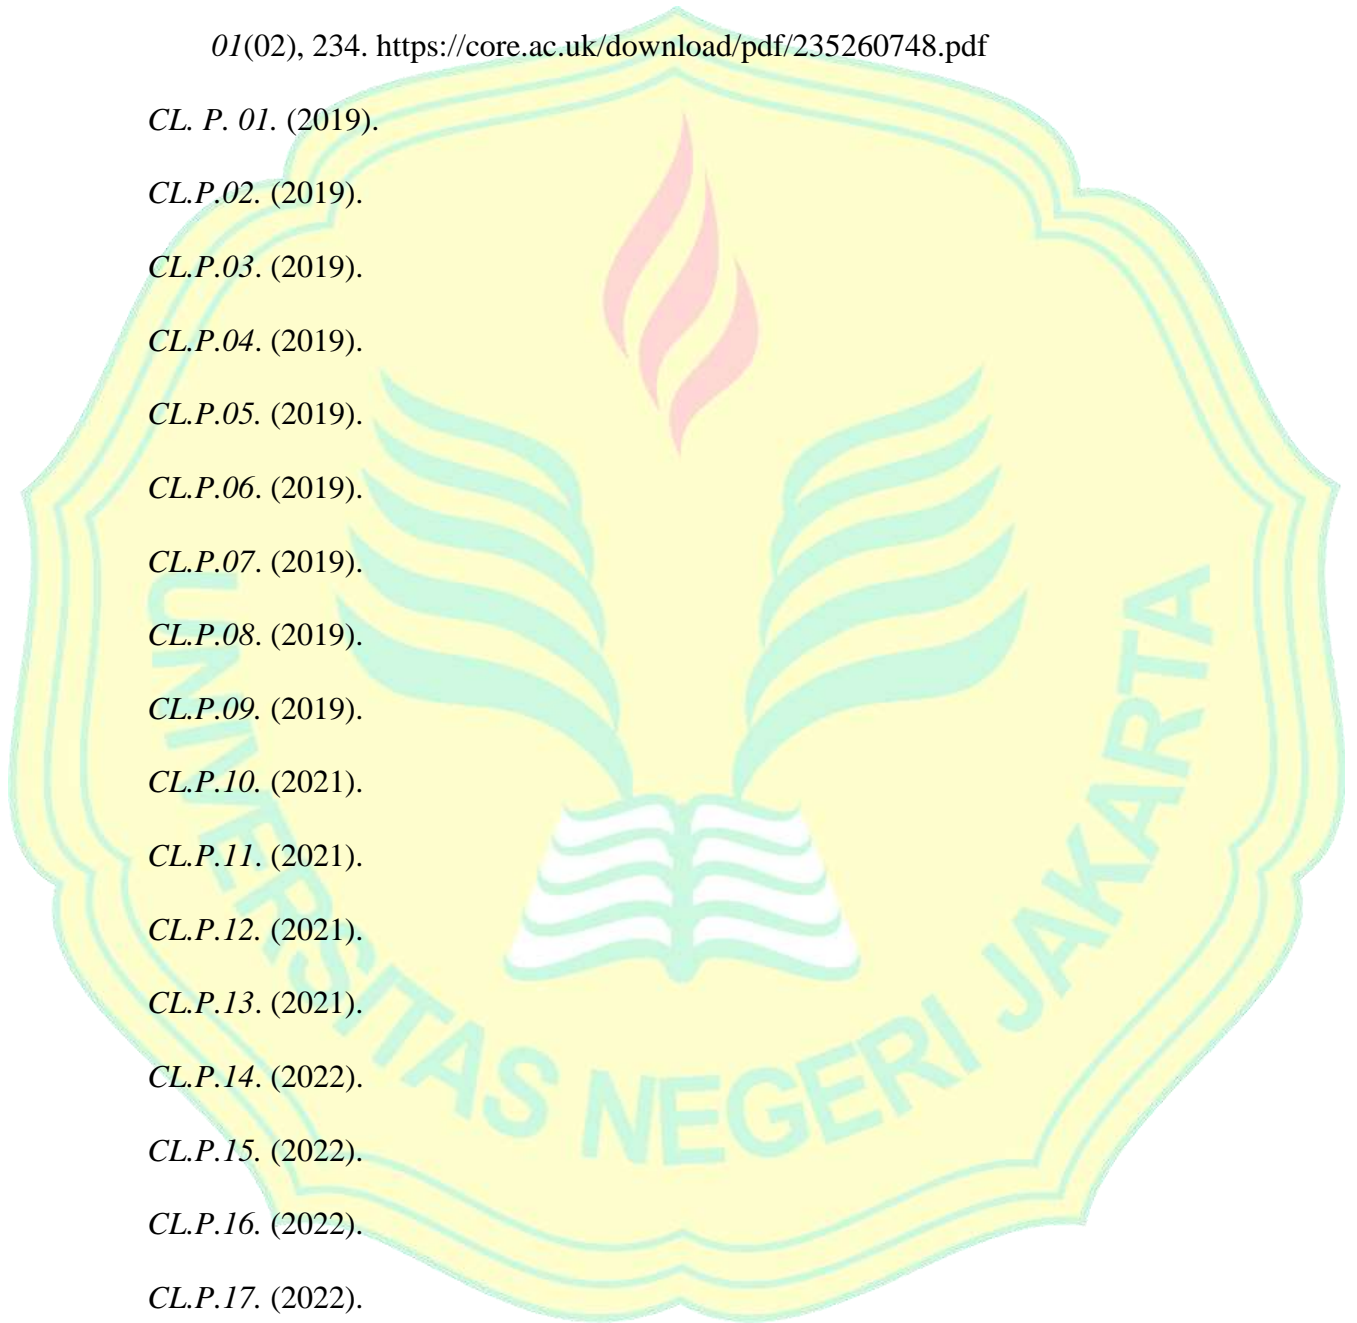 01(02), 234. https://core.ac.uk/download/pdf/235260748.pdf
CL. P. 01. (2019).
CL.P.02. (2019).
CL.P.03. (2019).
CL.P.04. (2019).
CL.P.05. (2019).
CL.P.06. (2019).
CL.P.07. (2019).
CL.P.08. (2019).
CL.P.09. (2019).
CL.P.10. (2021).
CL.P.11. (2021).
CL.P.12. (2021).
CL.P.13. (2021).
CL.P.14. (2022).
CL.P.15. (2022).
CL.P.16. (2022).
CL.P.17. (2022).
UNIVERSITAS NEGERI JAKARTA